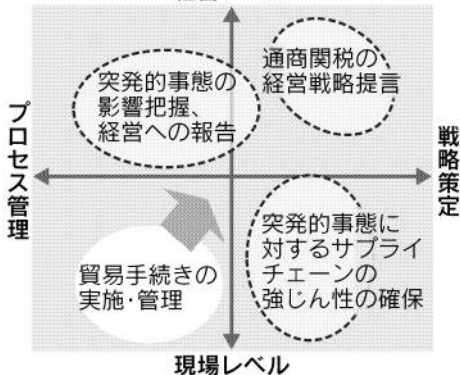 突発的事態の
影響把握、
経営への報告
通商関税の
経営戦略提言
プロセス管理
戦略策定
貿易手続きの
実施・管理
突発的事態に
対するサプライ
チェーンの
強じん性の確保
現場レベル